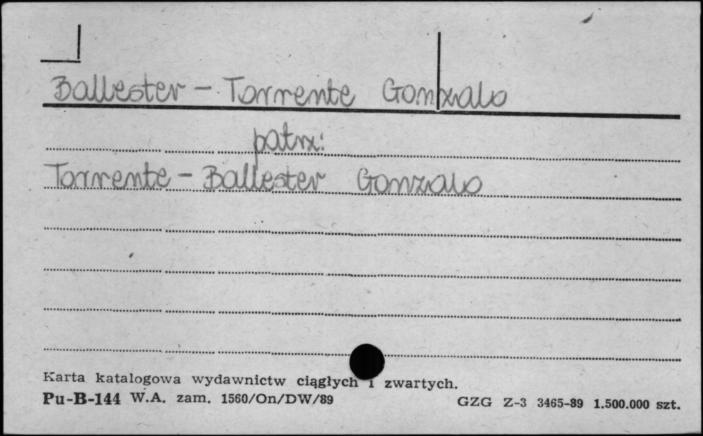 Ballester - Torrente Gonzalo
patrz:
Torrente - Ballester Gonzalo
Karta katalogowa wydawnictw ciągłych i zwartych.
Pu-B-144 W.A. zam. 1560/On/DW/89 GZG Z-3 3465-89 1.500.000 szt.